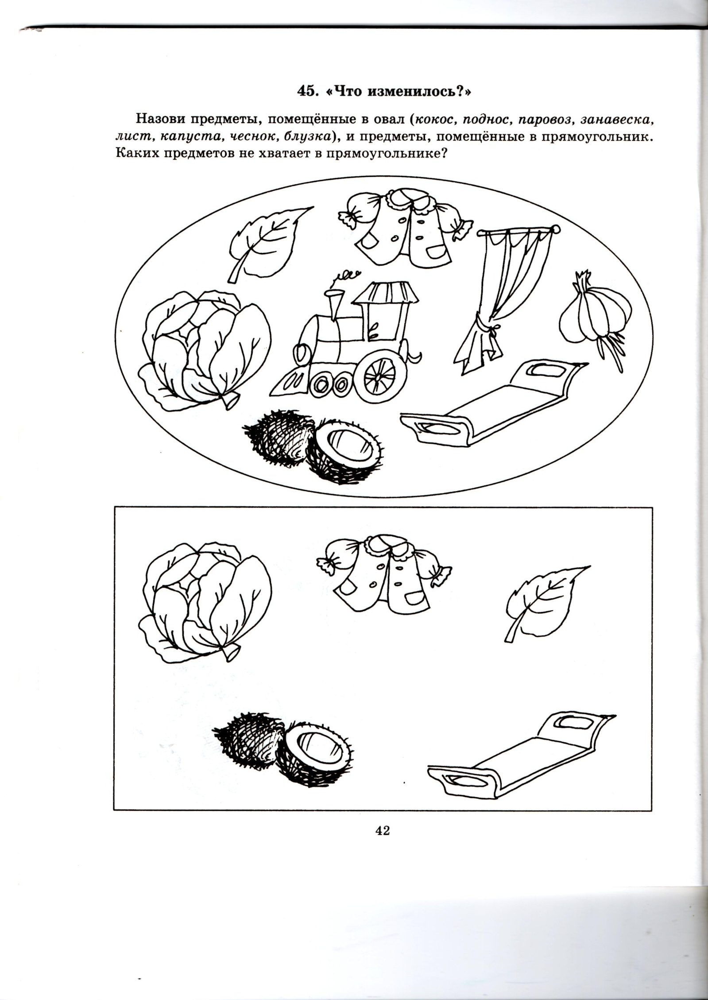 45. «Что изменилось?»
Назови предметы, помещённые в овал (кокос, поднос, паровоз, занавеска,
лист, капуста, чеснок, блузка), и предметы, помещённые в прямоугольник.
Каких предметов не хватает в прямоугольнике?
42